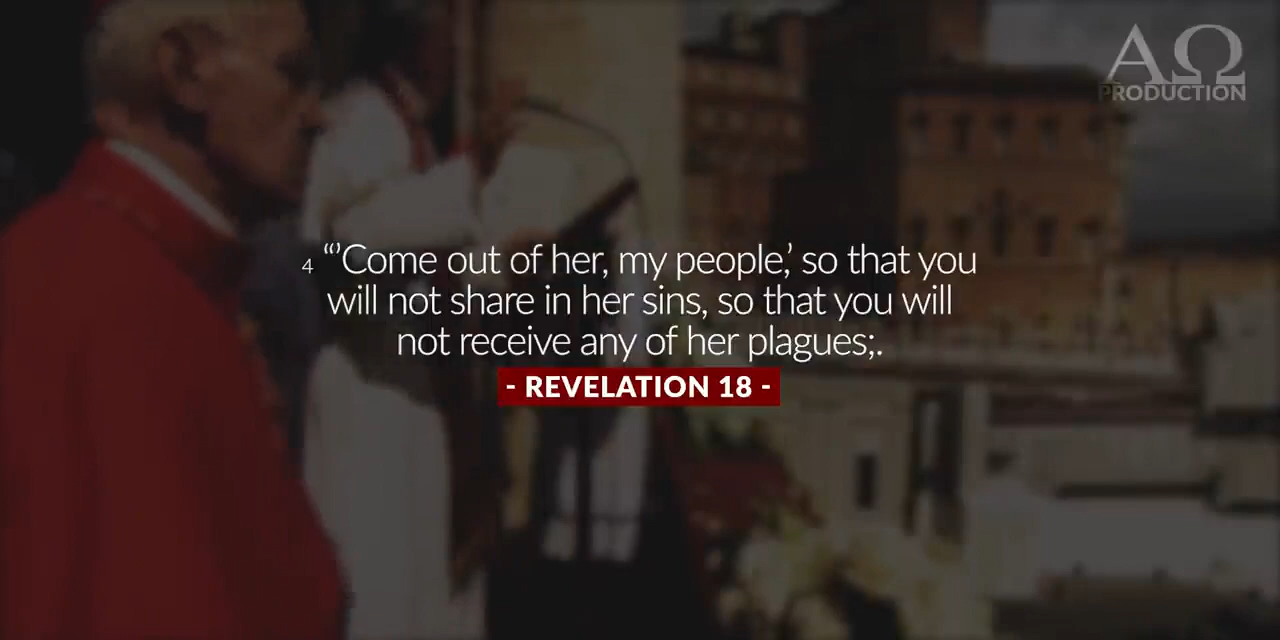 ΑΩ
PRODUCTION
4 “‘Come out of her, my people,’ so that you
will not share in her sins, so that you will
not receive any of her plagues;.
- REVELATION 18 -